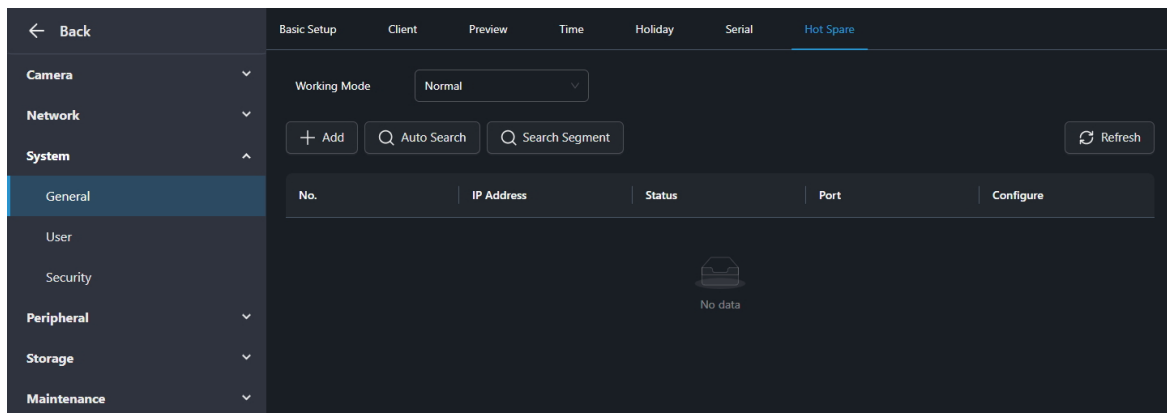 Back
Camera
Network
System
General
User
Security
Peripheral
Storage
Maintenance
Basic Setup Client Preview Time Holiday Serial Hot Spare
Working Mode Normal
Add Auto Search Search Segment Refresh
No. IP Address Status Port Configure
No data